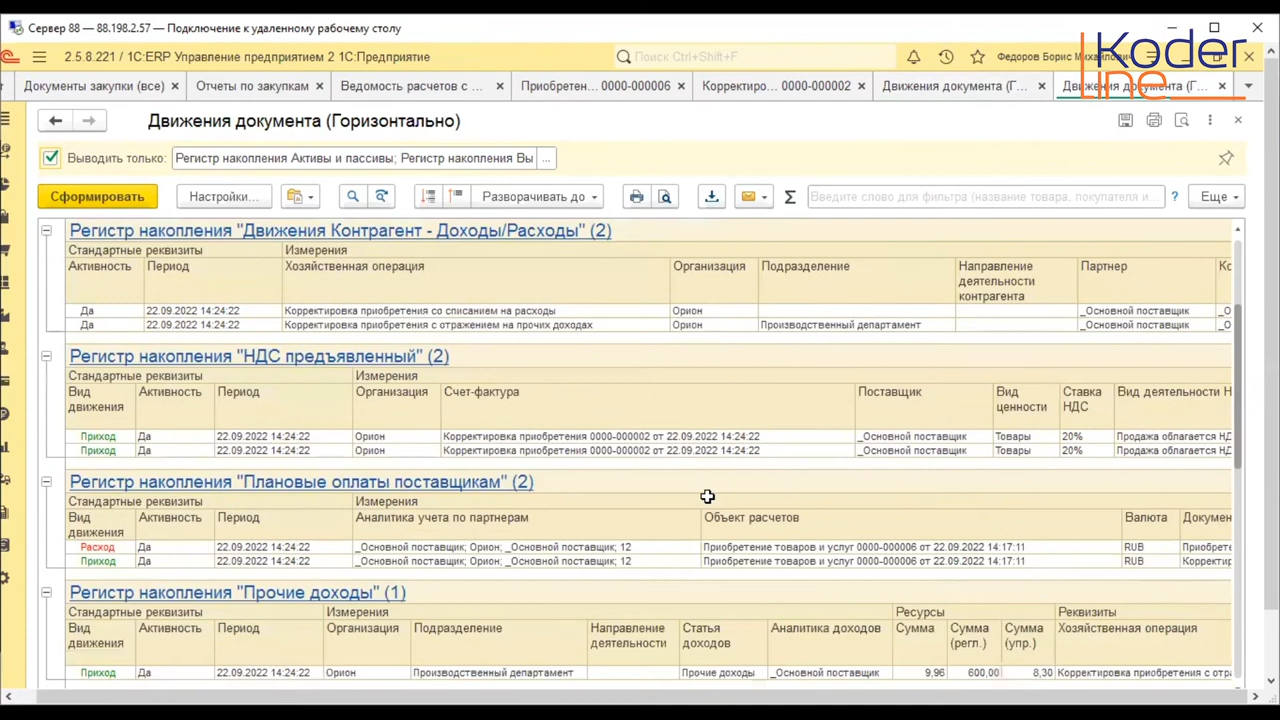 Сервер 88 — 88.198.2.57 — Подключение к удаленному рабочему столу
Koder
Line
2.5.8.221 / 1С:ERP Управление предприятием 2 1С:Предприятие
Поиск Ctrl+Shift+F
Федоров Борис Михайлович
Документы закупки (все) × Отчеты по закупкам × Ведомость расчетов с... × Приобретен... 0000-000006 × Корректиро... 0000-000002 × Движения документа (Г... × Движения документа (Г... ×
Движения документа (Горизонтально)
Выводить только: Регистр накопления Активы и пассивы; Регистр накопления Вы ...
Сформировать Настройки... Разворачивать до Σ Введите слово для фильтра (название товара, покупателя и... ? Еще
Регистр накопления "Движения Контрагент - Доходы/Расходы" (2)
Стандартные реквизиты Измерения
Активность Период Хозяйственная операция Организация Подразделение Направление деятельности контрагента Партнер Ко
Да 22.09.2022 14:24:22 Корректировка приобретения со списанием на расходы Орион _Основной поставщик _О
Да 22.09.2022 14:24:22 Корректировка приобретения с отражением на прочих доходах Орион Производственный департамент _Основной поставщик _О
Регистр накопления "НДС предъявленный" (2)
Стандартные реквизиты Измерения
Вид движения Активность Период Организация Счет-фактура Поставщик Вид ценности Ставка НДС Вид деятельности Н
Приход Да 22.09.2022 14:24:22 Орион Корректировка приобретения 0000-000002 от 22.09.2022 14:24:22 _Основной поставщик Товары 20% Продажа облагается НД
Приход Да 22.09.2022 14:24:22 Орион Корректировка приобретения 0000-000002 от 22.09.2022 14:24:22 _Основной поставщик Товары 20% Продажа облагается НД
Регистр накопления "Плановые оплаты поставщикам" (2)
Стандартные реквизиты Измерения
Вид движения Активность Период Аналитика учета по партнерам Объект расчетов Валюта Докумен
Расход Да 22.09.2022 14:24:22 _Основной поставщик; Орион; _Основной поставщик; 12 Приобретение товаров и услуг 0000-000006 от 22.09.2022 14:17:11 RUB Приобрете
Приход Да 22.09.2022 14:24:22 _Основной поставщик; Орион; _Основной поставщик; 12 Приобретение товаров и услуг 0000-000006 от 22.09.2022 14:17:11 RUB Корректир
Регистр накопления "Прочие доходы" (1)
Стандартные реквизиты Измерения Ресурсы Реквизиты
Вид движения Активность Период Организация Подразделение Направление деятельности Статья доходов Аналитика доходов Сумма Сумма (регл.) Сумма (упр.) Хозяйственная операция
Приход Да 22.09.2022 14:24:22 Орион Производственный департамент Прочие доходы _Основной поставщик 9,96 600,00 8,30 Корректировка приобретения с отра